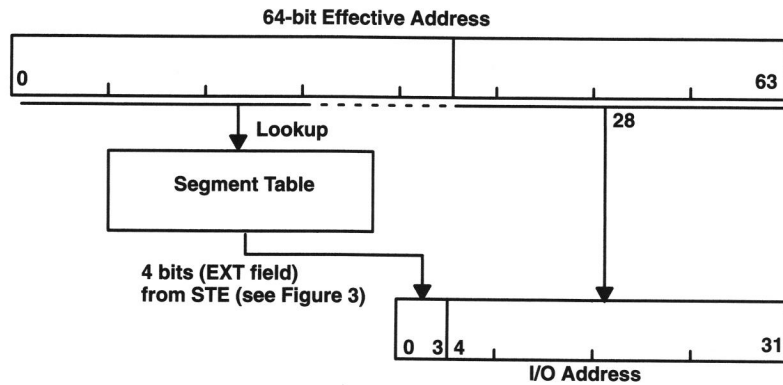 64-bit Effective Address
0 63
Lookup 28
Segment Table
4 bits (EXT field)
from STE (see Figure 3)
0 3 4 31
I/O Address